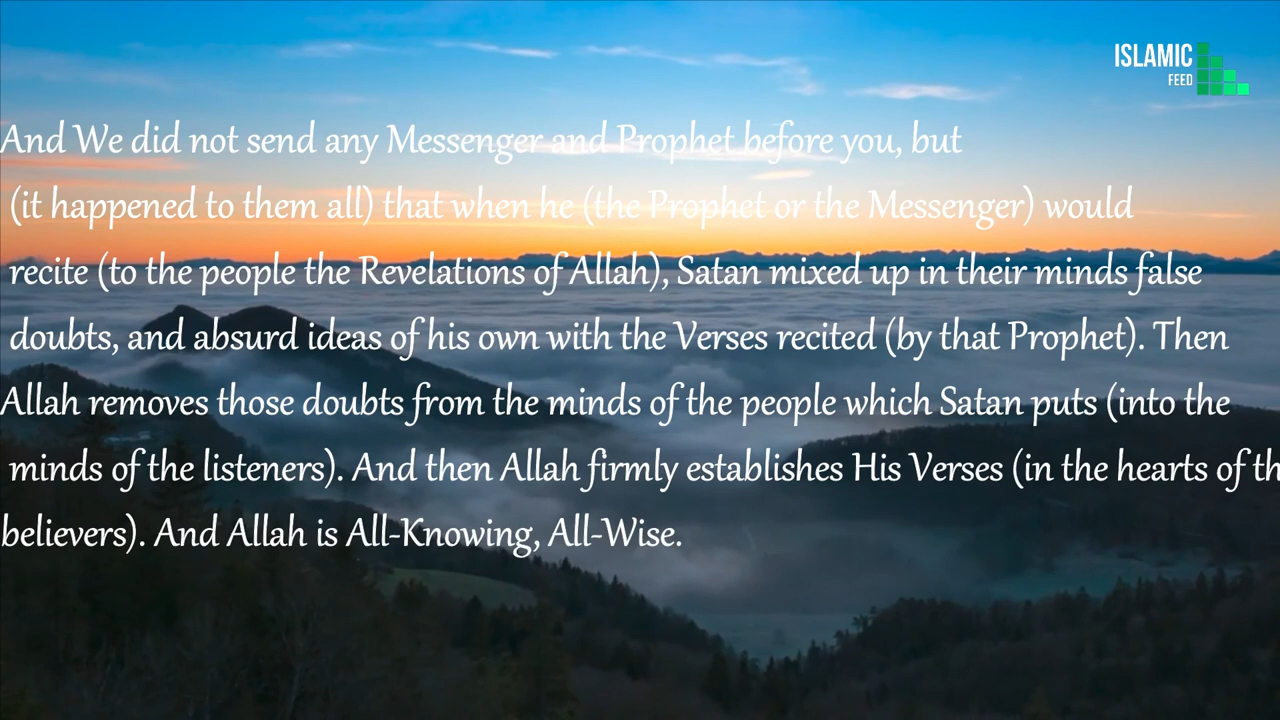 ISLAMIC
FEED
And We did not send any Messenger and Prophet before you, but
(it happened to them all) that when he (the Prophet or the Messenger) would
recite (to the people the Revelations of Allah), Satan mixed up in their minds false
doubts, and absurd ideas of his own with the Verses recited (by that Prophet). Then
Allah removes those doubts from the minds of the people which Satan puts (into the
minds of the listeners). And then Allah firmly establishes His Verses (in the hearts of th
believers). And Allah is All-Knowing, All-Wise.